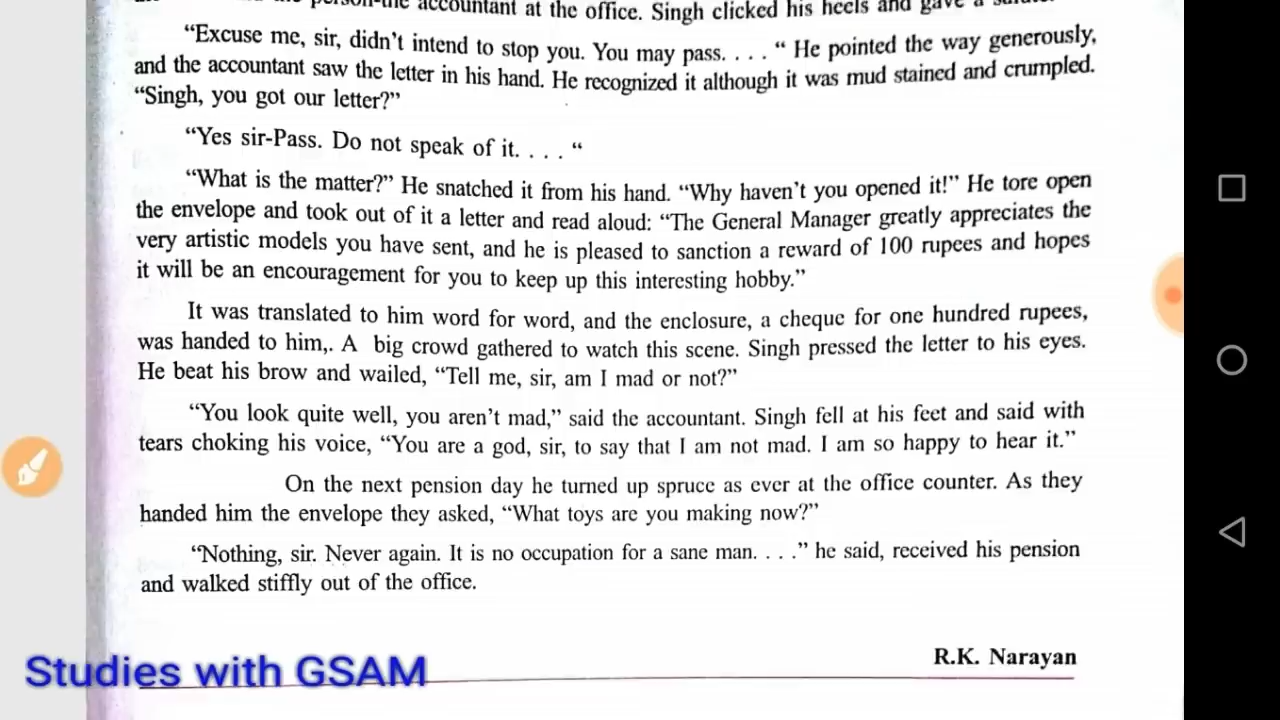 accountant at the office. Singh clicked his heels and gave a
“Excuse me, sir, didn’t intend to stop you. You may pass. . . . “ He pointed the way generously,
and the accountant saw the letter in his hand. He recognized it although it was mud stained and crumpled.
“Singh, you got our letter?”
“Yes sir-Pass. Do not speak of it. . . . “
“What is the matter?” He snatched it from his hand. “Why haven’t you opened it!” He tore open
the envelope and took out of it a letter and read aloud: “The General Manager greatly appreciates the
very artistic models you have sent, and he is pleased to sanction a reward of 100 rupees and hopes
it will be an encouragement for you to keep up this interesting hobby.”
It was translated to him word for word, and the enclosure, a cheque for one hundred rupees,
was handed to him,. A big crowd gathered to watch this scene. Singh pressed the letter to his eyes.
He beat his brow and wailed, “Tell me, sir, am I mad or not?”
“You look quite well, you aren’t mad,” said the accountant. Singh fell at his feet and said with
tears choking his voice, “You are a god, sir, to say that I am not mad. I am so happy to hear it.”
On the next pension day he turned up spruce as ever at the office counter. As they
handed him the envelope they asked, “What toys are you making now?”
“Nothing, sir. Never again. It is no occupation for a sane man. . . .” he said, received his pension
and walked stiffly out of the office.
R.K. Narayan
Studies with GSAM